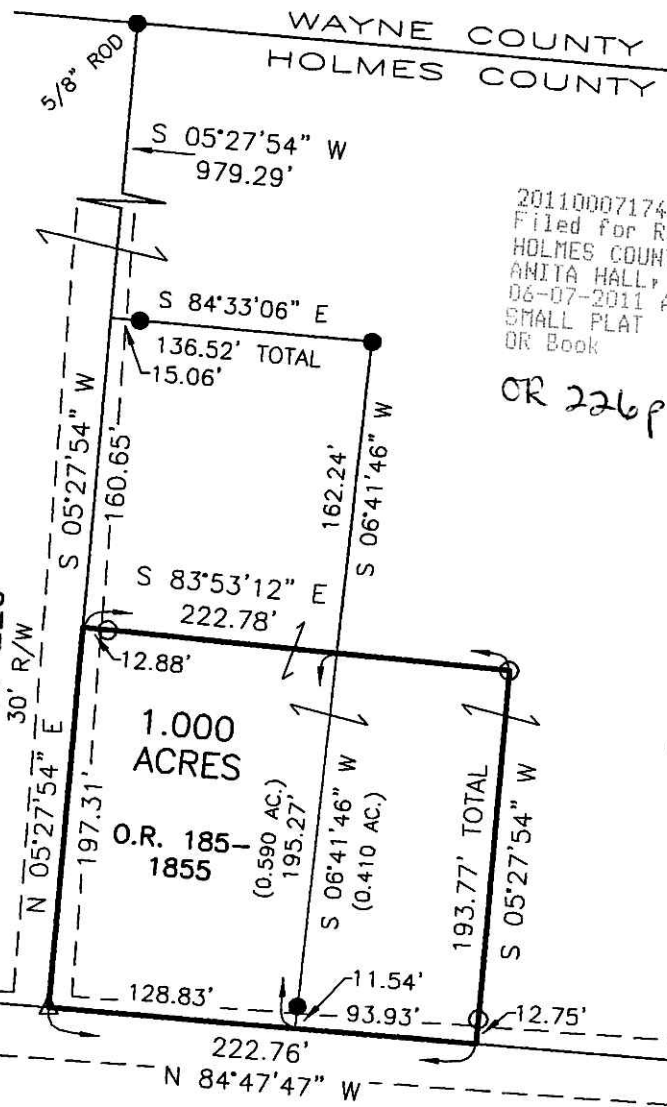 WAYNE COUNTY
HOLMES COUNTY
5/8" ROD
S 05°27'54" W
979.29'
20110007174
Filed for R
HOLMES COUN
ANITA HALL,
06-07-2011 A
SMALL PLAT
OR Book
OR 226 P
S 84°33'06" E
136.52' TOTAL
15.06'
S 05°27'54" W
160.65'
162.24'
S 06°41'46" W
S 83°53'12" E
222.78'
12.88'
30' R/W
N 05°27'54" E
197.31'
1.000
ACRES
O.R. 185-
1855
(0.590 AC.)
195.27'
S 06°41'46" W
(0.410 AC.)
193.77' TOTAL
S 05°27'54" W
11.54'
128.83'
93.93'
12.75'
222.76'
N 84°47'47" W